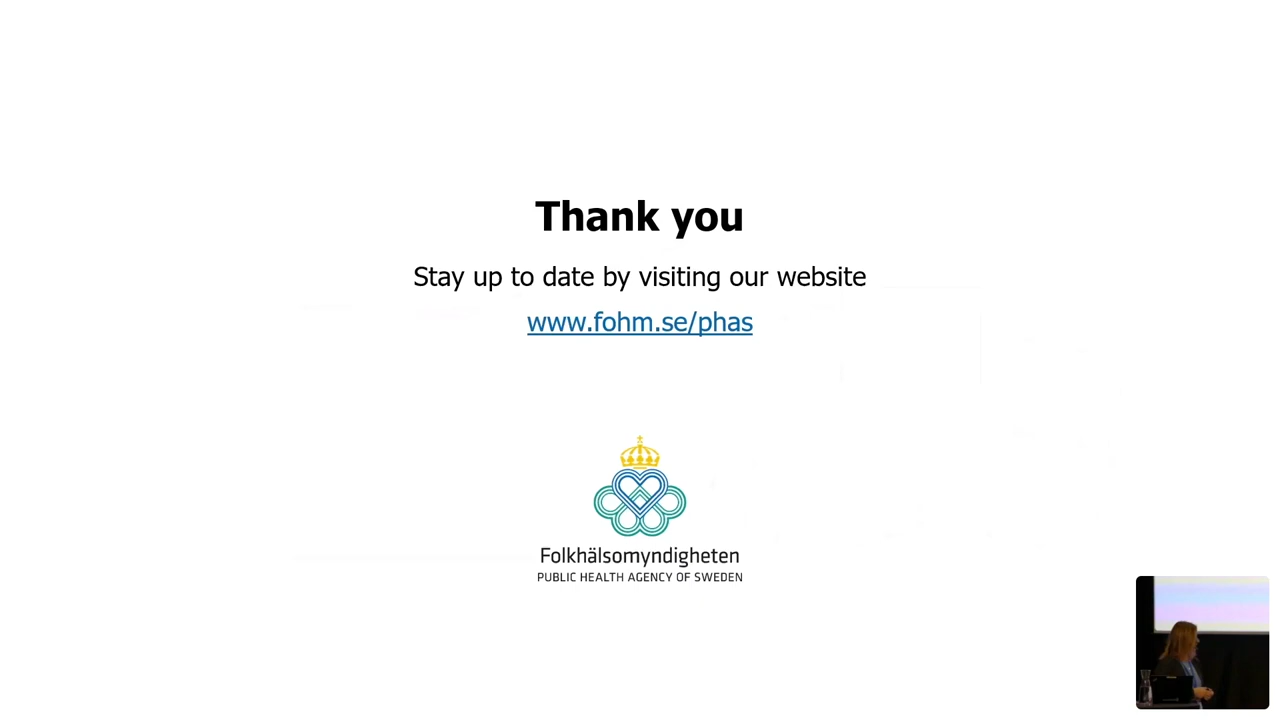 Thank you
Stay up to date by visiting our website
www.fohm.se/phas
Folkhälsomyndigheten
PUBLIC HEALTH AGENCY OF SWEDEN